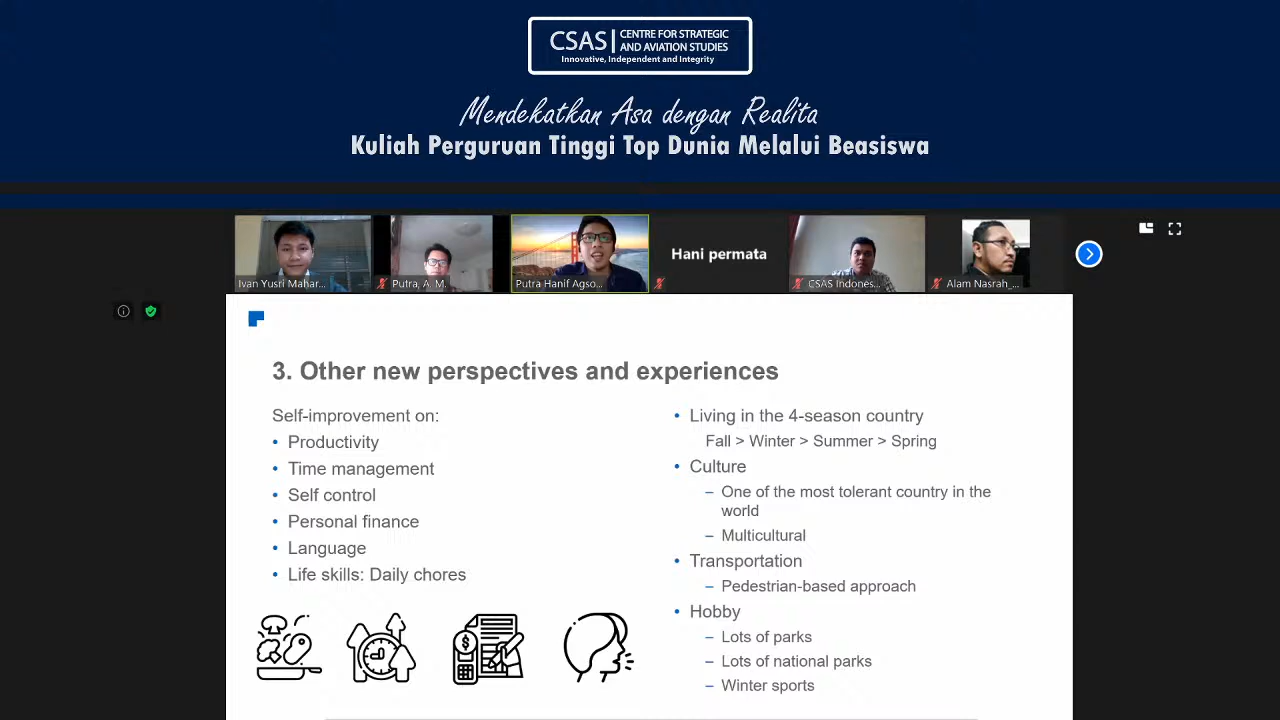 CSAS
CENTRE FOR STRATEGIC
AND AVIATION STUDIES
Innovative, Independent and Integrity
Mendekatkan Asa dengan Realita
Kuliah Perguruan Tinggi Top Dunia Melalui Beasiswa
Ivan Yusri Mahar...
Putra, A. M.
Putra Hanif Agso...
Hani permata
CSAS Indones...
Alam Nasrah_...
3. Other new perspectives and experiences
Self-improvement on:
• Productivity
• Time management
• Self control
• Personal finance
• Language
• Life skills: Daily chores
• Living in the 4-season country
Fall > Winter > Summer > Spring
• Culture
– One of the most tolerant country in the
world
– Multicultural
• Transportation
– Pedestrian-based approach
• Hobby
– Lots of parks
– Lots of national parks
– Winter sports